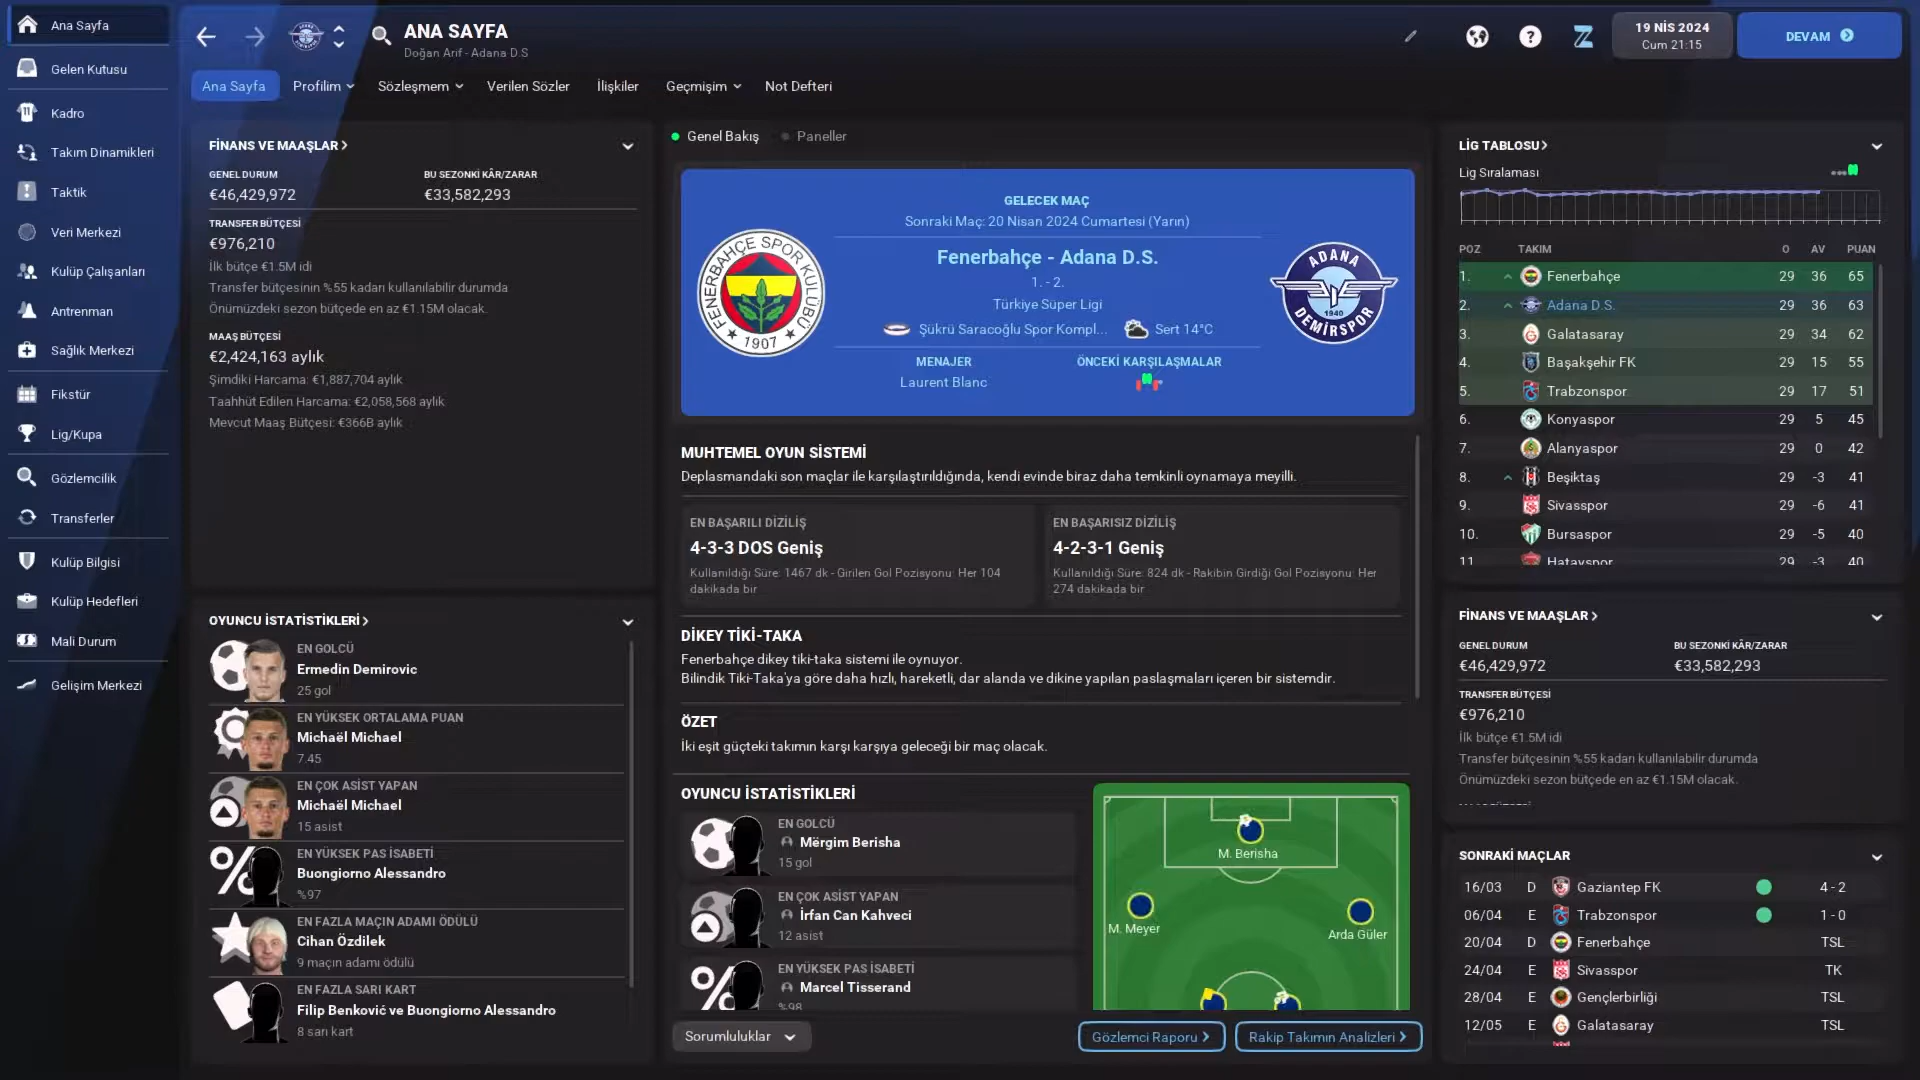 Ana Sayfa
Gelen Kutusu
Kadro
Takım Dinamikleri
Taktik
Veri Merkezi
Kulüp Çalışanları
Antrenman
Sağlık Merkezi
Fikstür
Lig/Kupa
Gözlemcilik
Transferler
Kulüp Bilgisi
Kulüp Hedefleri
Mali Durum
Gelişim Merkezi
ANA SAYFA
Doğan Arif - Adana D.S
19 NİS 2024
Cum 21:15
DEVAM
Ana Sayfa Profilim Sözleşmem Verilen Sözler İlişkiler Geçmişim Not Defteri
FİNANS VE MAAŞLAR
GENEL DURUM BU SEZONKİ KÂR/ZARAR
€46,429,972 €33,582,293
TRANSFER BÜTÇESİ
€976,210
İlk bütçe €1.5M idi
Transfer bütçesinin %55 kadarı kullanılabilir durumda
Önümüzdeki sezon bütçede en az €1.15M olacak.
MAAŞ BÜTÇESİ
€2,424,163 aylık
Şimdiki Harcama: €1,887,704 aylık
Taahhüt Edilen Harcama: €2,058,568 aylık
Mevcut Maaş Bütçesi: €366B aylık
OYUNCU İSTATİSTİKLERİ
EN GOLCÜ
Ermedin Demirovic
25 gol
EN YÜKSEK ORTALAMA PUAN
Michaël Michael
7.45
EN ÇOK ASİST YAPAN
Michaël Michael
15 asist
EN YÜKSEK PAS İSABETİ
Buongiorno Alessandro
%97
EN FAZLA MAÇIN ADAMI ÖDÜLÜ
Cihan Özdilek
9 maçın adamı ödülü
EN FAZLA SARI KART
Filip Benković ve Buongiorno Alessandro
8 sarı kart
Genel Bakış Paneller
GELECEK MAÇ
Sonraki Maç: 20 Nisan 2024 Cumartesi (Yarın)
Fenerbahçe - Adana D.S.
1. - 2.
Türkiye Süper Ligi
Şükrü Saracoğlu Spor Kompl... Sert 14°C
MENAJER ÖNCEKİ KARŞILAŞMALAR
Laurent Blanc
FENERBAHÇE SPOR KULÜBÜ
1907
ADANA
1940
DEMİRSPOR
MUHTEMEL OYUN SİSTEMİ
Deplasmandaki son maçlar ile karşılaştırıldığında, kendi evinde biraz daha temkinli oynamaya meyilli.
EN BAŞARILI DİZİLİŞ
4-3-3 DOS Geniş
Kullanıldığı Süre: 1467 dk - Girilen Gol Pozisyonu: Her 104
dakikada bir
EN BAŞARISIZ DİZİLİŞ
4-2-3-1 Geniş
Kullanıldığı Süre: 824 dk - Rakibin Girdiği Gol Pozisyonu: Her
274 dakikada bir
DİKEY TİKİ-TAKA
Fenerbahçe dikey tiki-taka sistemi ile oynuyor.
Bilindik Tiki-Taka'ya göre daha hızlı, hareketli, dar alanda ve dikine yapılan paslaşmaları içeren bir sistemdir.
ÖZET
İki eşit güçteki takımın karşı karşıya geleceği bir maç olacak.
OYUNCU İSTATİSTİKLERİ
EN GOLCÜ
Mërgim Berisha
15 gol
EN ÇOK ASİST YAPAN
İrfan Can Kahveci
12 asist
EN YÜKSEK PAS İSABETİ
Marcel Tisserand
%98
M. Berisha
M. Meyer
Arda Güler
Sorumluluklar
Gözlemci Raporu
Rakip Takımın Analizleri
LİG TABLOSU
Lig Sıralaması
POZ TAKIM O AV PUAN
1. Fenerbahçe 29 36 65
2. Adana D.S. 29 36 63
3. Galatasaray 29 34 62
4. Başakşehir FK 29 15 55
5. Trabzonspor 29 17 51
6. Konyaspor 29 5 45
7. Alanyaspor 29 0 42
8. Beşiktaş 29 -3 41
9. Sivasspor 29 -6 41
10. Bursaspor 29 -5 40
11. Hatayspor 29 -3 40
FİNANS VE MAAŞLAR
GENEL DURUM BU SEZONKİ KÂR/ZARAR
€46,429,972 €33,582,293
TRANSFER BÜTÇESİ
€976,210
İlk bütçe €1.5M idi
Transfer bütçesinin %55 kadarı kullanılabilir durumda
Önümüzdeki sezon bütçede en az €1.15M olacak.
SONRAKİ MAÇLAR
16/03 D Gaziantep FK 4 - 2
06/04 E Trabzonspor 1 - 0
20/04 D Fenerbahçe TSL
24/04 E Sivasspor TK
28/04 E Gençlerbirliği TSL
12/05 E Galatasaray TSL